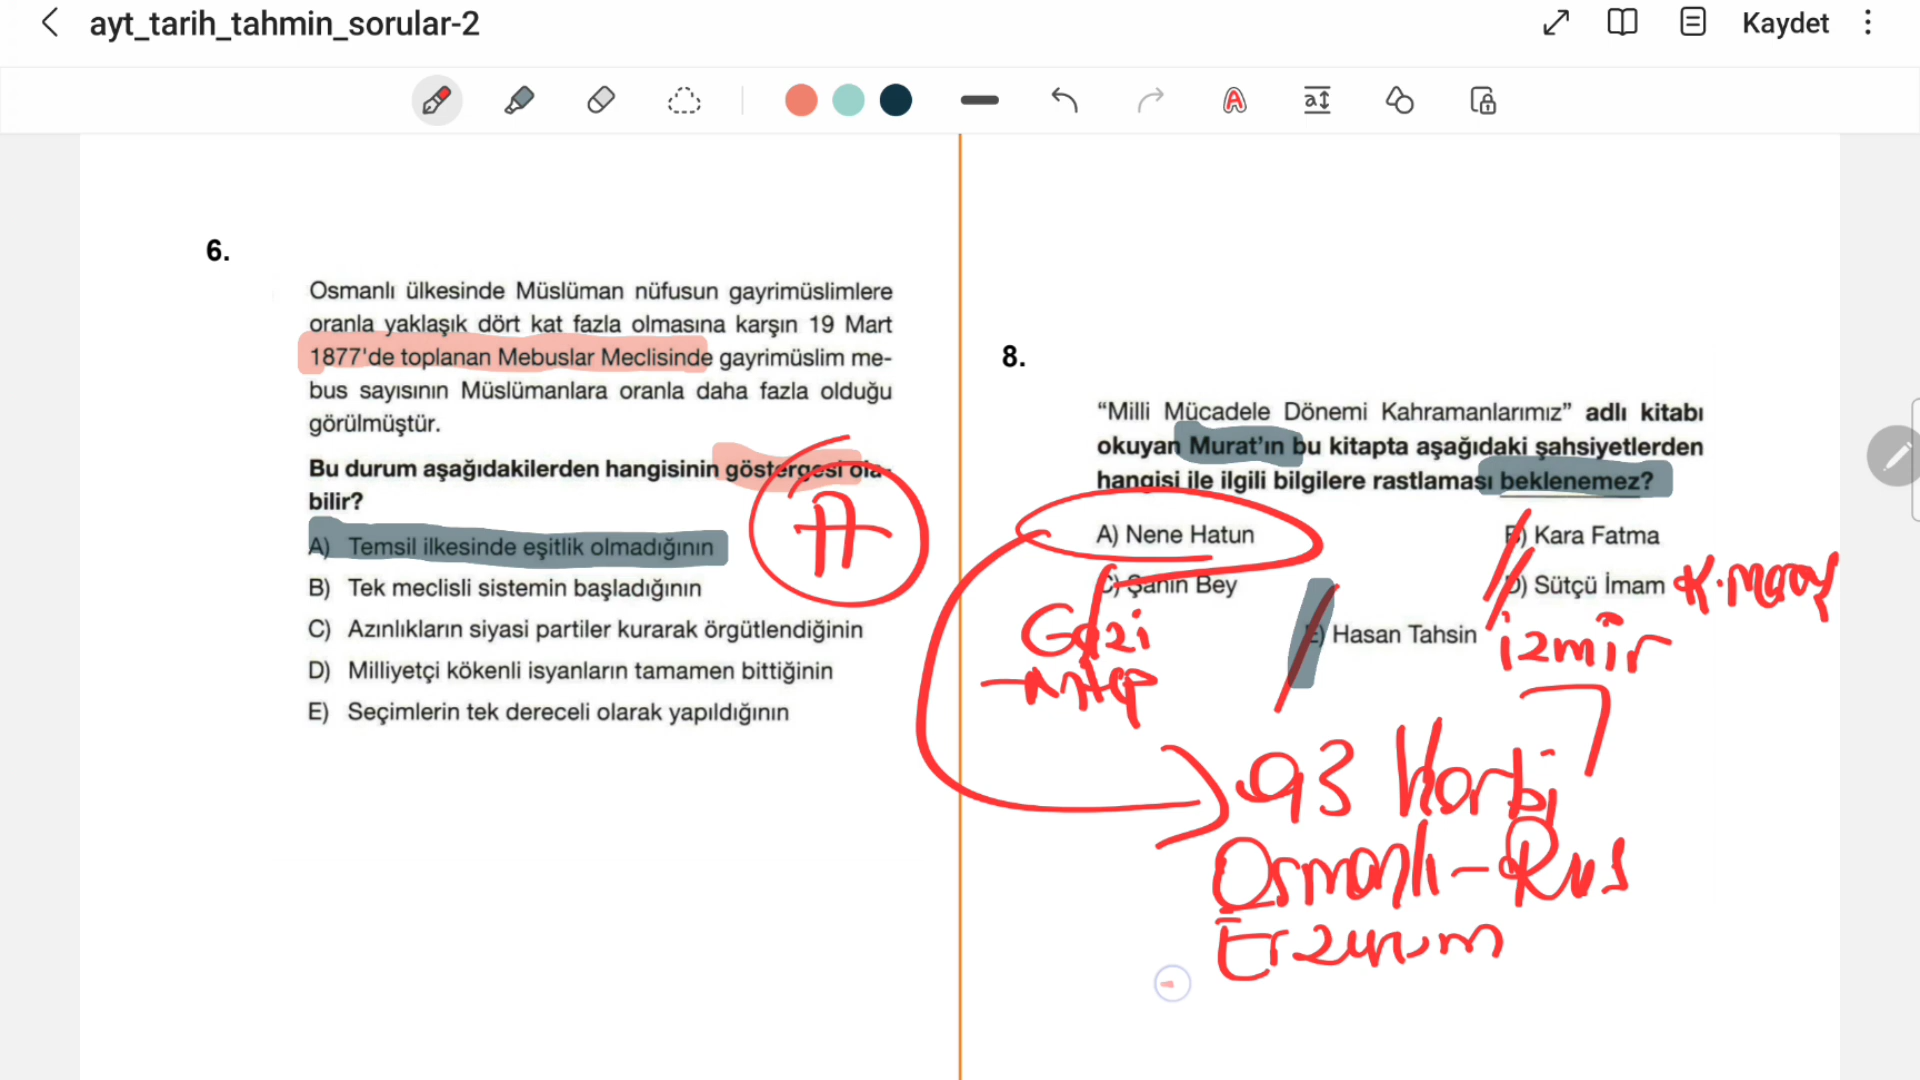 ayt_tarih_tahmin_sorular-2
Kaydet
6.
Osmanlı ülkesinde Müslüman nüfusun gayrimüslimlere
oranla yaklaşık dört kat fazla olmasına karşın 19 Mart
1877'de toplanan Mebuslar Meclisinde gayrimüslim me-
bus sayısının Müslümanlara oranla daha fazla olduğu
görülmüştür.
Bu durum aşağıdakilerden hangisinin göstergesi ola-
bilir?
A) Temsil ilkesinde eşitlik olmadığının
B) Tek meclisli sistemin başladığının
C) Azınlıkların siyasi partiler kurarak örgütlendiğinin
D) Milliyetçi kökenli isyanların tamamen bittiğinin
E) Seçimlerin tek dereceli olarak yapıldığının
A
8.
“Milli Mücadele Dönemi Kahramanlarımız” adlı kitabı
okuyan Murat’ın bu kitapta aşağıdaki şahsiyetlerden
hangisi ile ilgili bilgilere rastlaması beklenemez?
A) Nene Hatun B) Kara Fatma
C) Şahin Bey D) Sütçü İmam K.Maraş
E) Hasan Tahsin
Gazi
-Antep
izmir
93 Harbi
Osmanlı-Rus
Erzurum